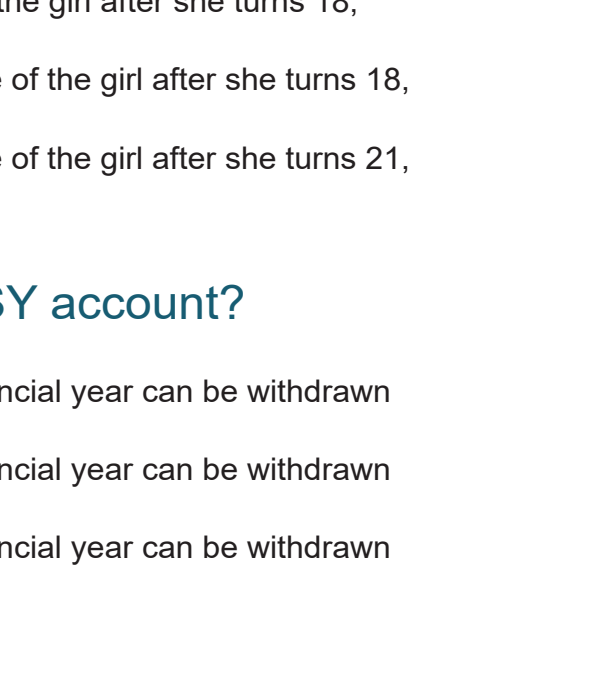 the girl after she turns 18,
of the girl after she turns 18,
of the girl after she turns 21,
SY account?
ncial year can be withdrawn
ncial year can be withdrawn
ncial year can be withdrawn